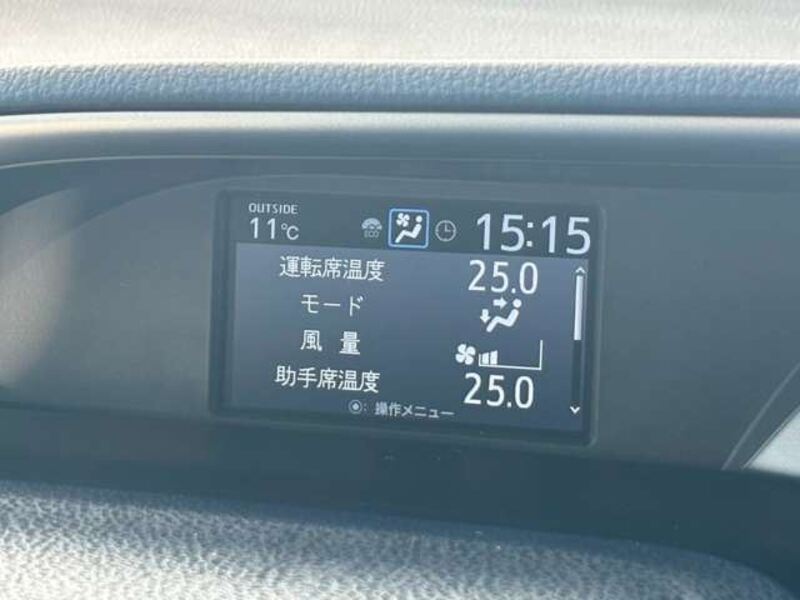 OUTSIDE
11℃ ECO 15:15
運転席温度 25.0
モード
風量
助手席温度 25.0
◉: 操作メニュー